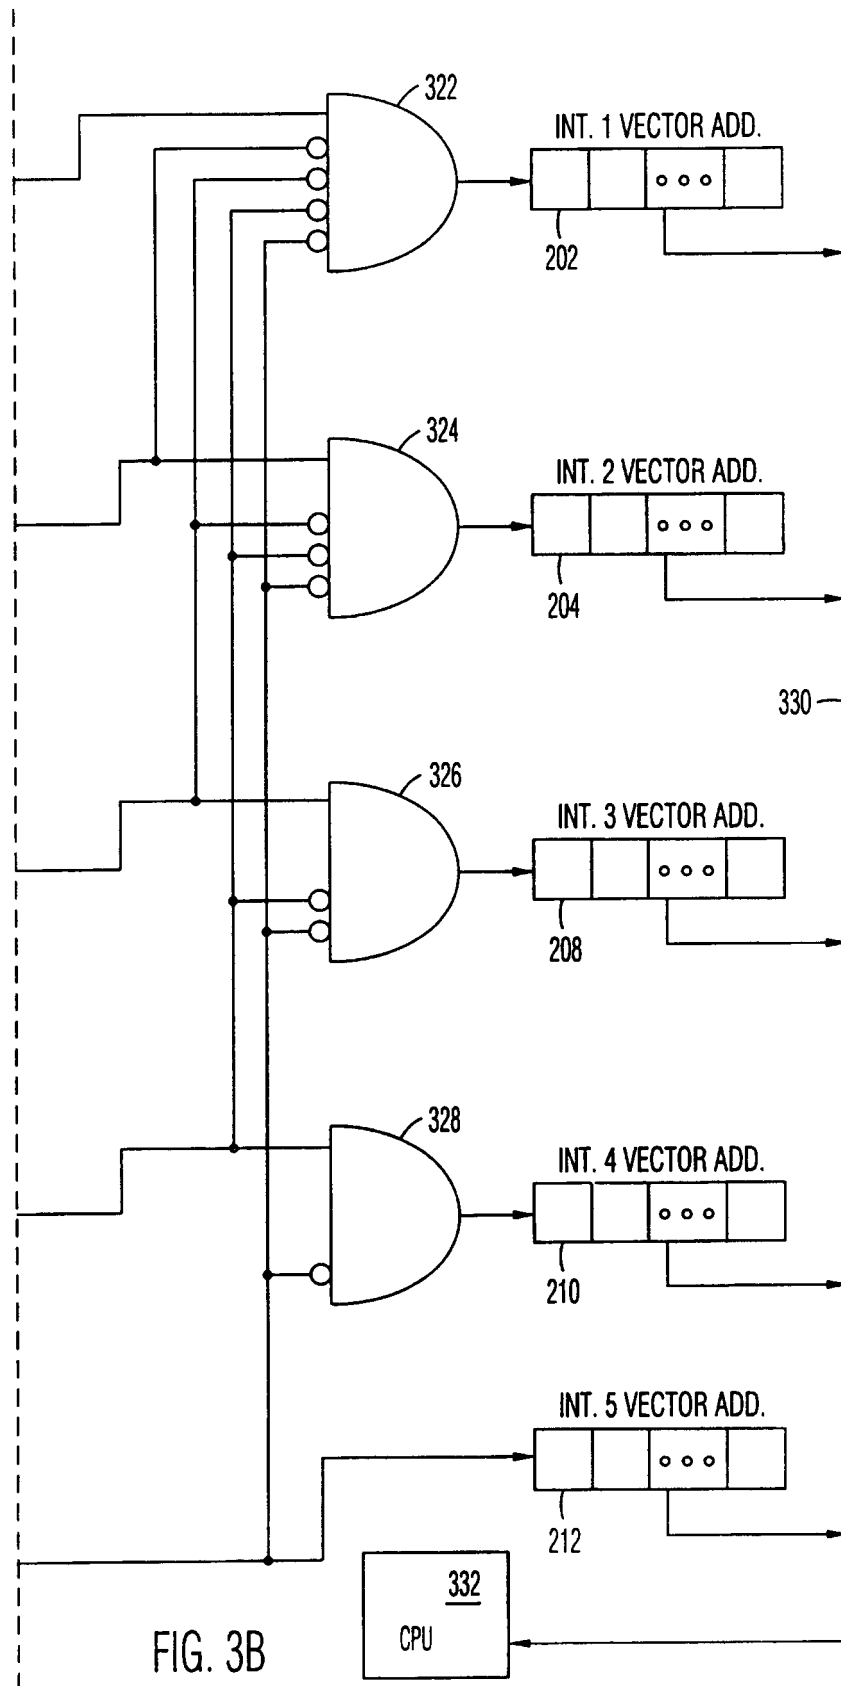 322
INT. 1 VECTOR ADD.
202
324
INT. 2 VECTOR ADD.
204
330
326
INT. 3 VECTOR ADD.
208
328
INT. 4 VECTOR ADD.
210
INT. 5 VECTOR ADD.
212
332
CPU
FIG. 3B